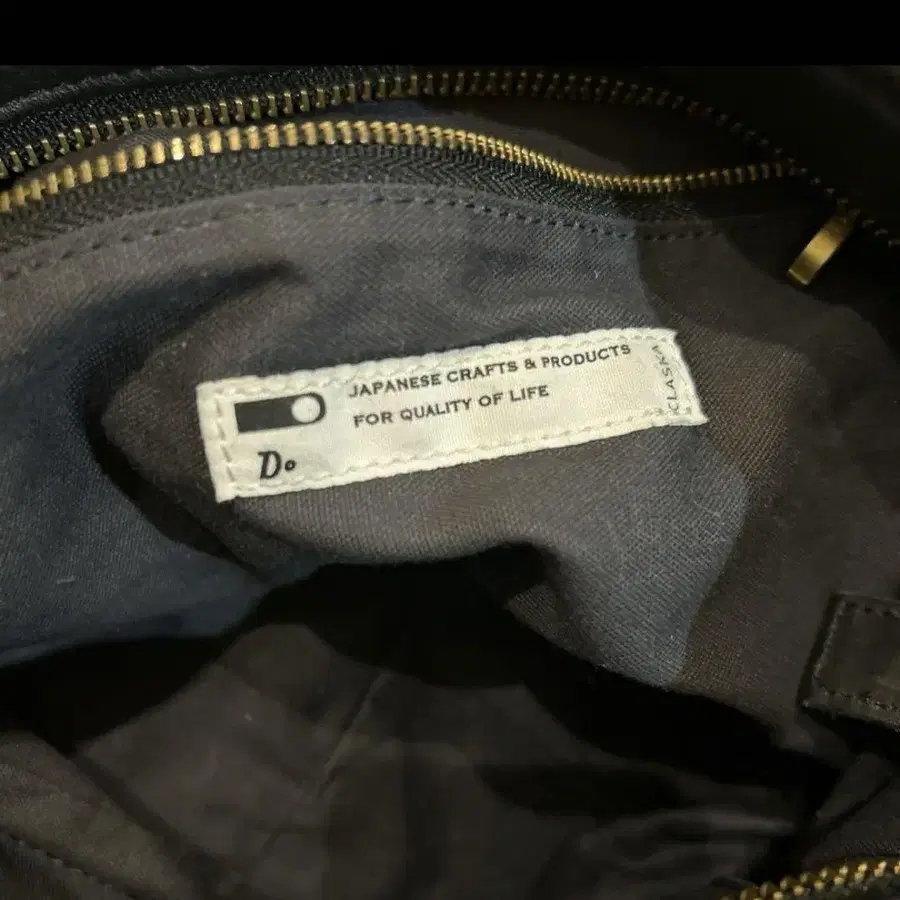 JAPANESE CRAFTS & PRODUCTS
FOR QUALITY OF LIFE
Do
CLASKA